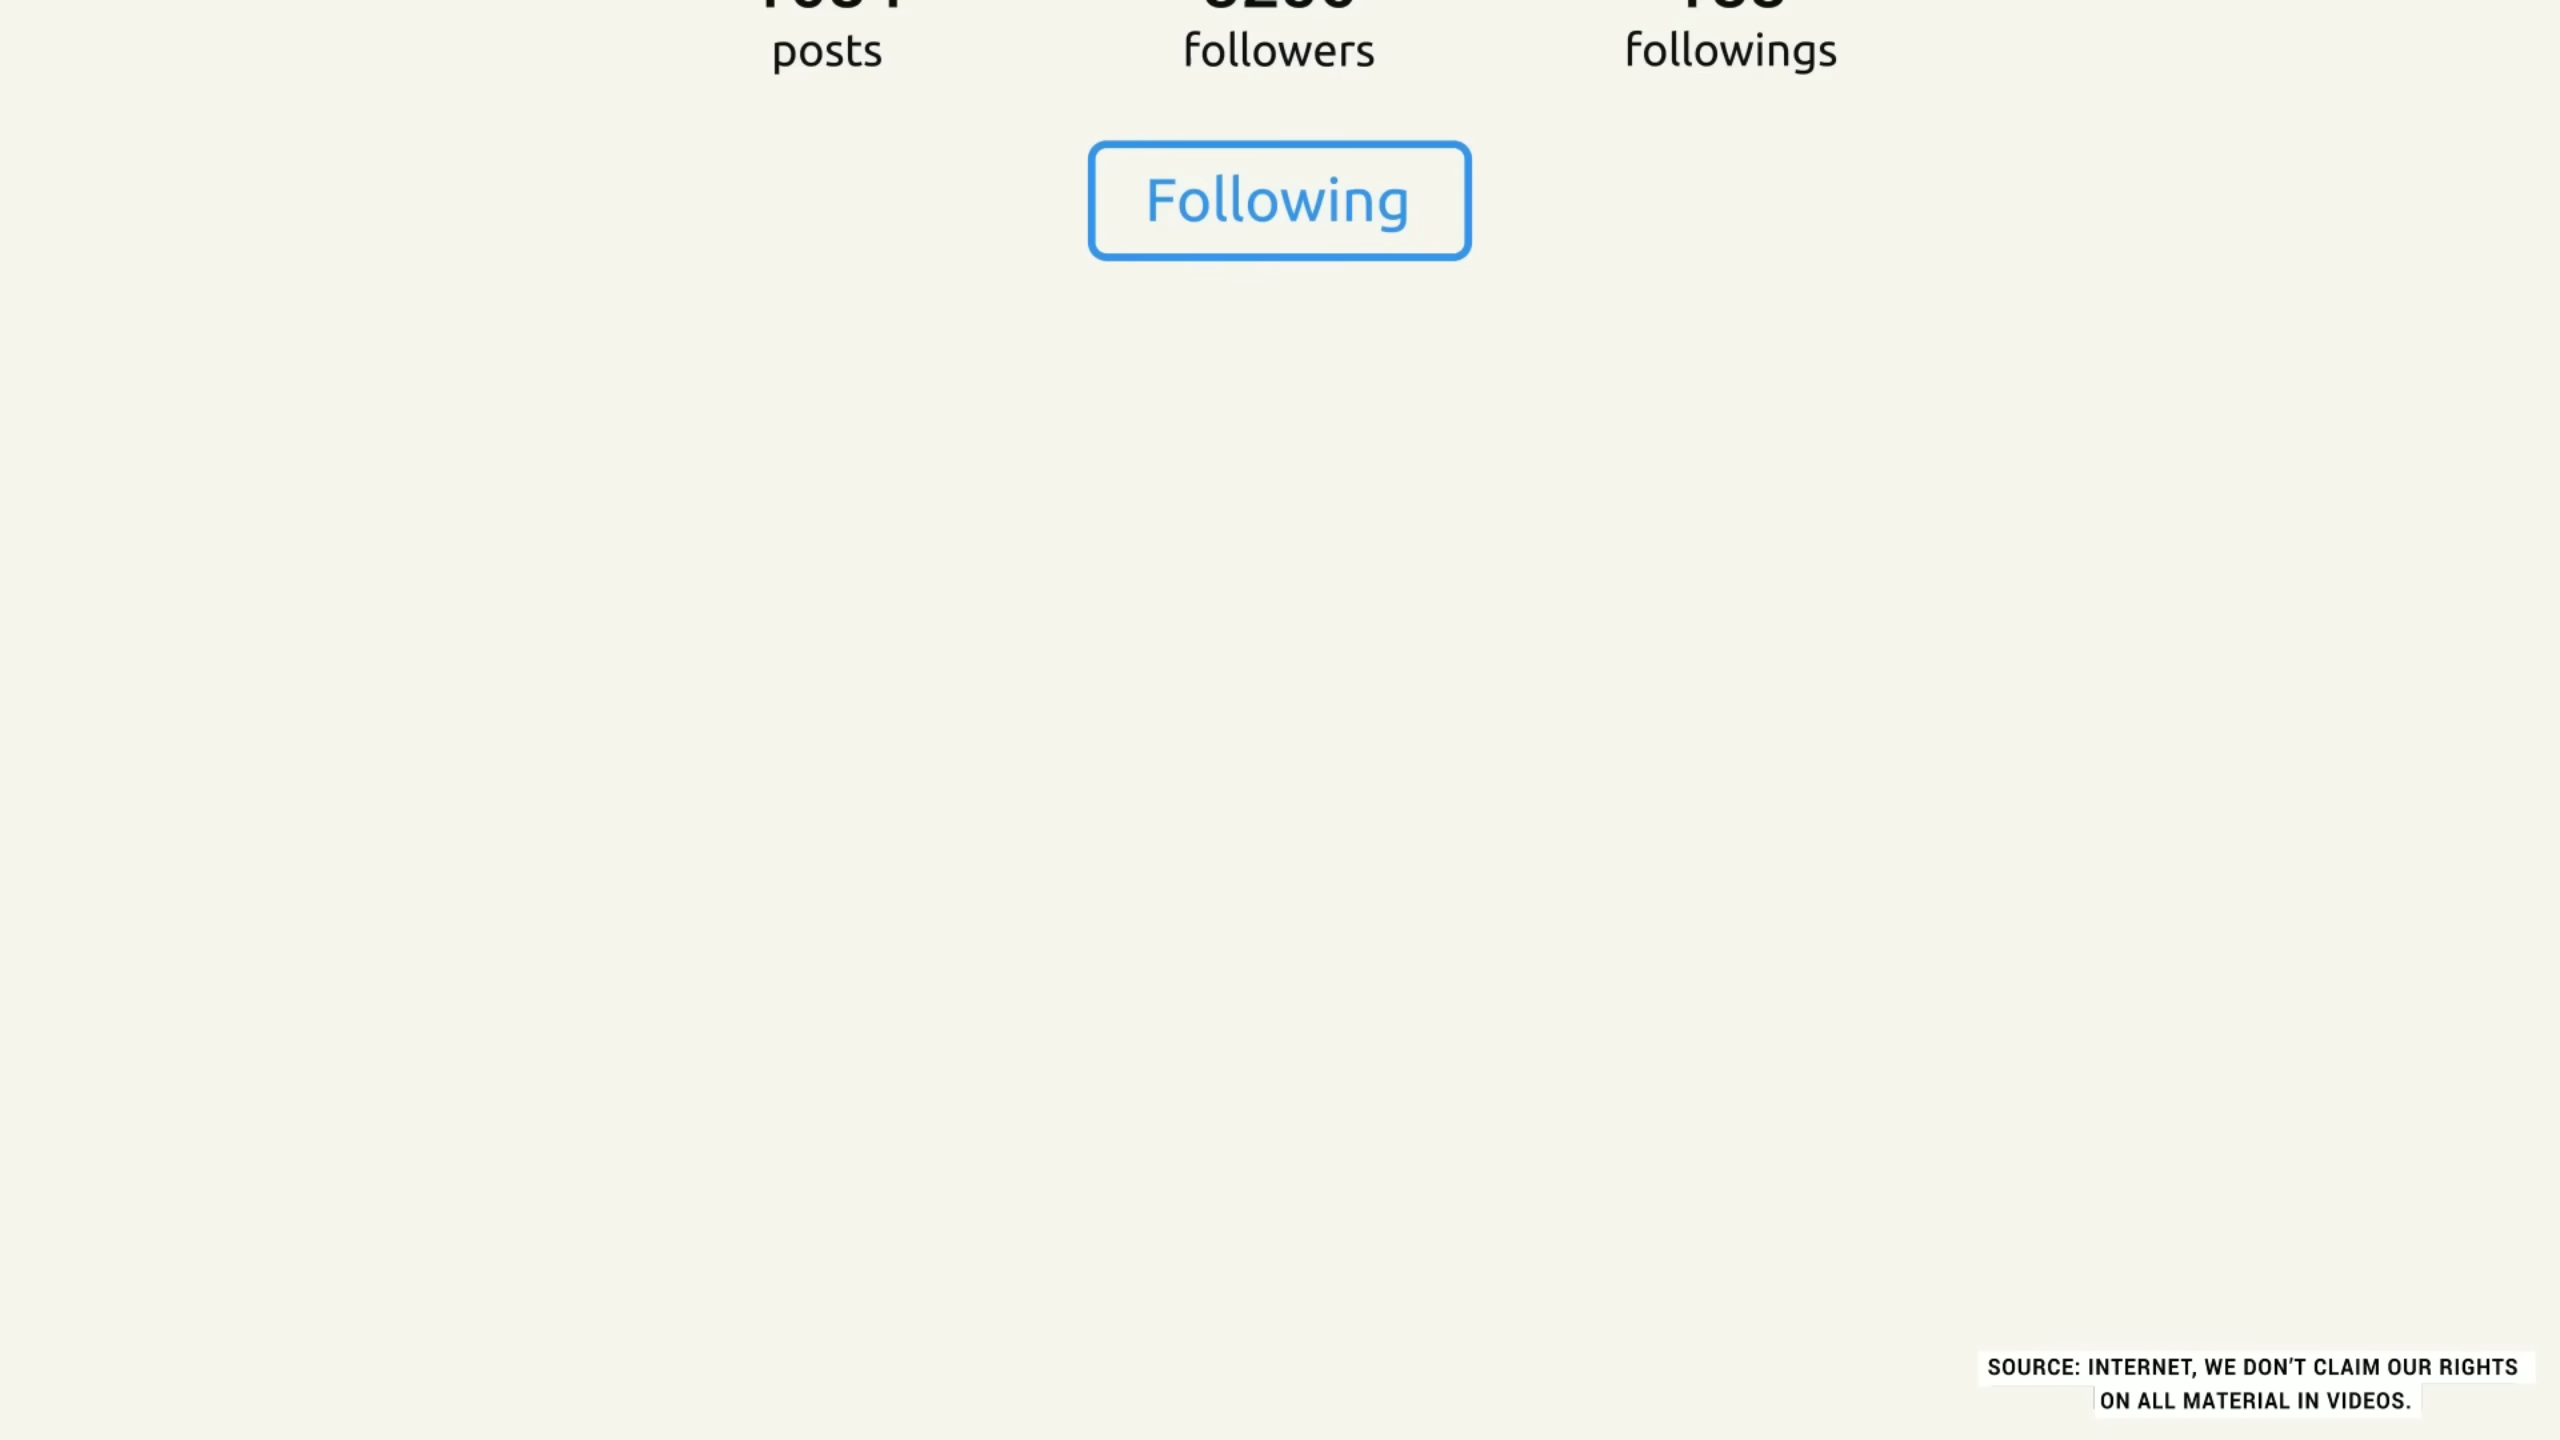 posts followers followings
Following
SOURCE: INTERNET, WE DON'T CLAIM OUR RIGHTS
ON ALL MATERIAL IN VIDEOS.